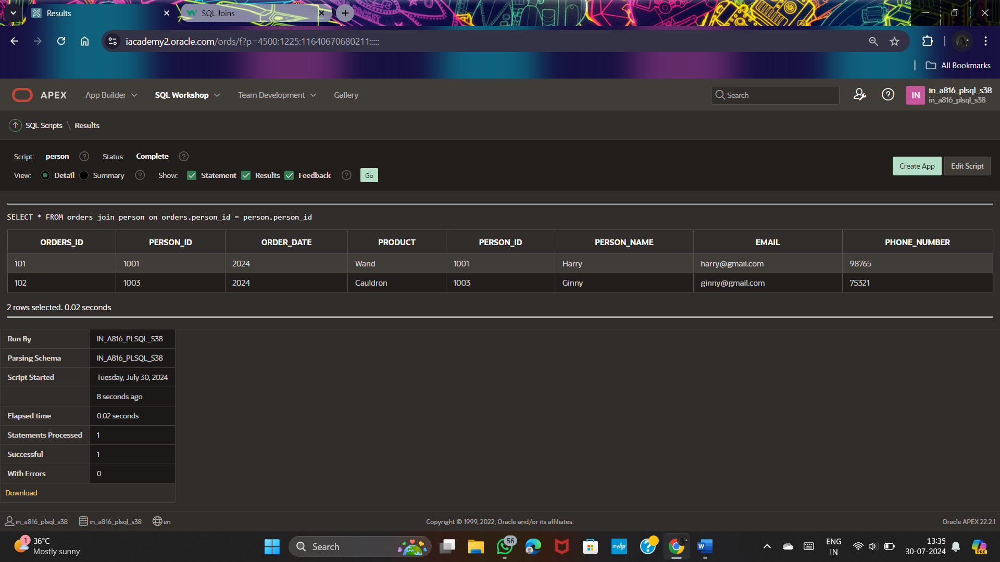 Results
SQL Joins
iacademy2.oracle.com/ords/f?p=4500:1225:11640670680211:::::
All Bookmarks
APEX App Builder SQL Workshop Team Development Gallery Search IN in_a816_plsql_s38
in_a816_plsql_s38
SQL Scripts \ Results
Script: person ? Status: Complete ?
View: Detail Summary ? Show: Statement Results Feedback ? Go
Create App Edit Script
SELECT * FROM orders join person on orders.person_id = person.person_id
ORDERS_ID PERSON_ID ORDER_DATE PRODUCT PERSON_ID PERSON_NAME EMAIL PHONE_NUMBER
101 1001 2024 Wand 1001 Harry harry@gmail.com 98765
102 1003 2024 Cauldron 1003 Ginny ginny@gmail.com 75321
2 rows selected. 0.02 seconds
Run By IN_A816_PLSQL_S38
Parsing Schema IN_A816_PLSQL_S38
Script Started Tuesday, July 30, 2024
8 seconds ago
Elapsed time 0.02 seconds
Statements Processed 1
Successful 1
With Errors 0
Download
in_a816_plsql_s38 in_a816_plsql_s38 en Copyright © 1999, 2022, Oracle and/or its affiliates. Oracle APEX 22.2.1
1 36°C
Mostly sunny
Search
56
myhp
W
ENG
IN
13:35
30-07-2024
PRE